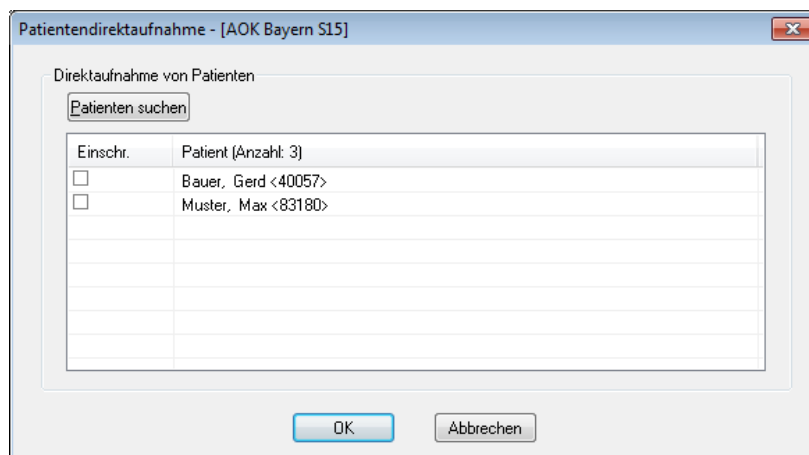 Patientendirektaufnahme - [AOK Bayern S15]
Direktaufnahme von Patienten
Patienten suchen
Einschr. Patient (Anzahl: 3)
Bauer, Gerd <40057>
Muster, Max <83180>
OK Abbrechen